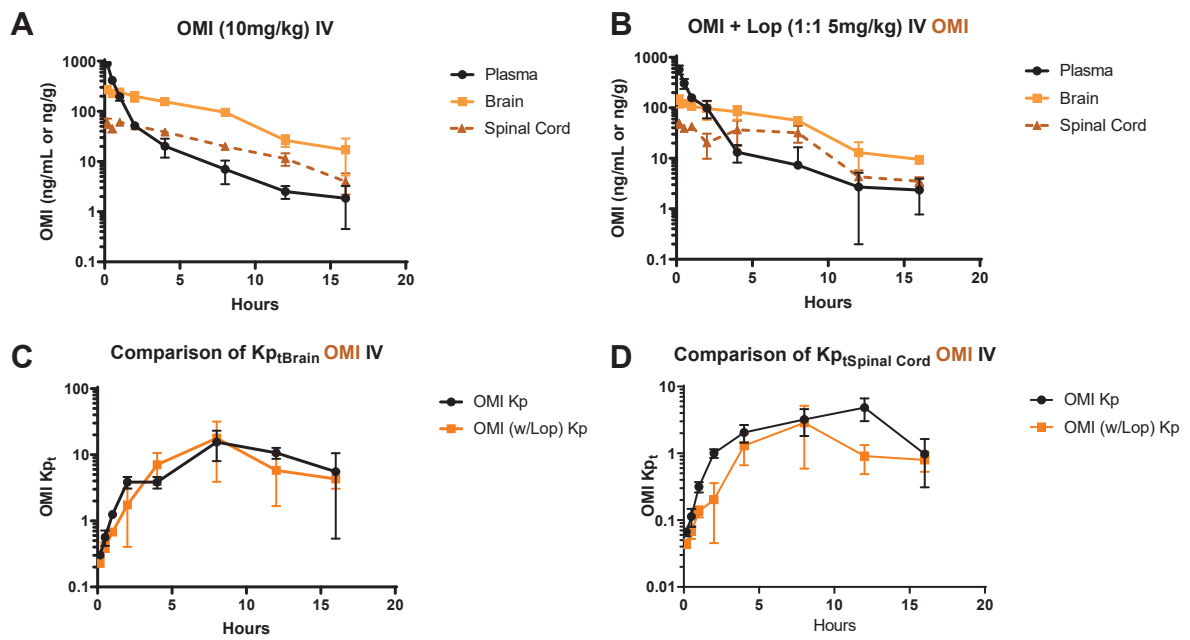 A
OMI (10mg/kg) IV
OMI (ng/mL or ng/g)
1000
100
10
1
0.1
0
5
10
15
20
Hours
Plasma
Brain
Spinal Cord
B
OMI + Lop (1:1 5mg/kg) IV OMI
OMI (ng/mL or ng/g)
1000
100
10
1
0.1
0
5
10
15
20
Hours
Plasma
Brain
Spinal Cord
C
Comparison of KptBrain OMI IV
OMI Kpt
100
10
1
0.1
0
5
10
15
20
Hours
OMI Kp
OMI (w/Lop) Kp
D
Comparison of KptSpinal Cord OMI IV
OMI Kpt
10
1
0.1
0.01
0
5
10
15
20
Hours
OMI Kp
OMI (w/Lop) Kp